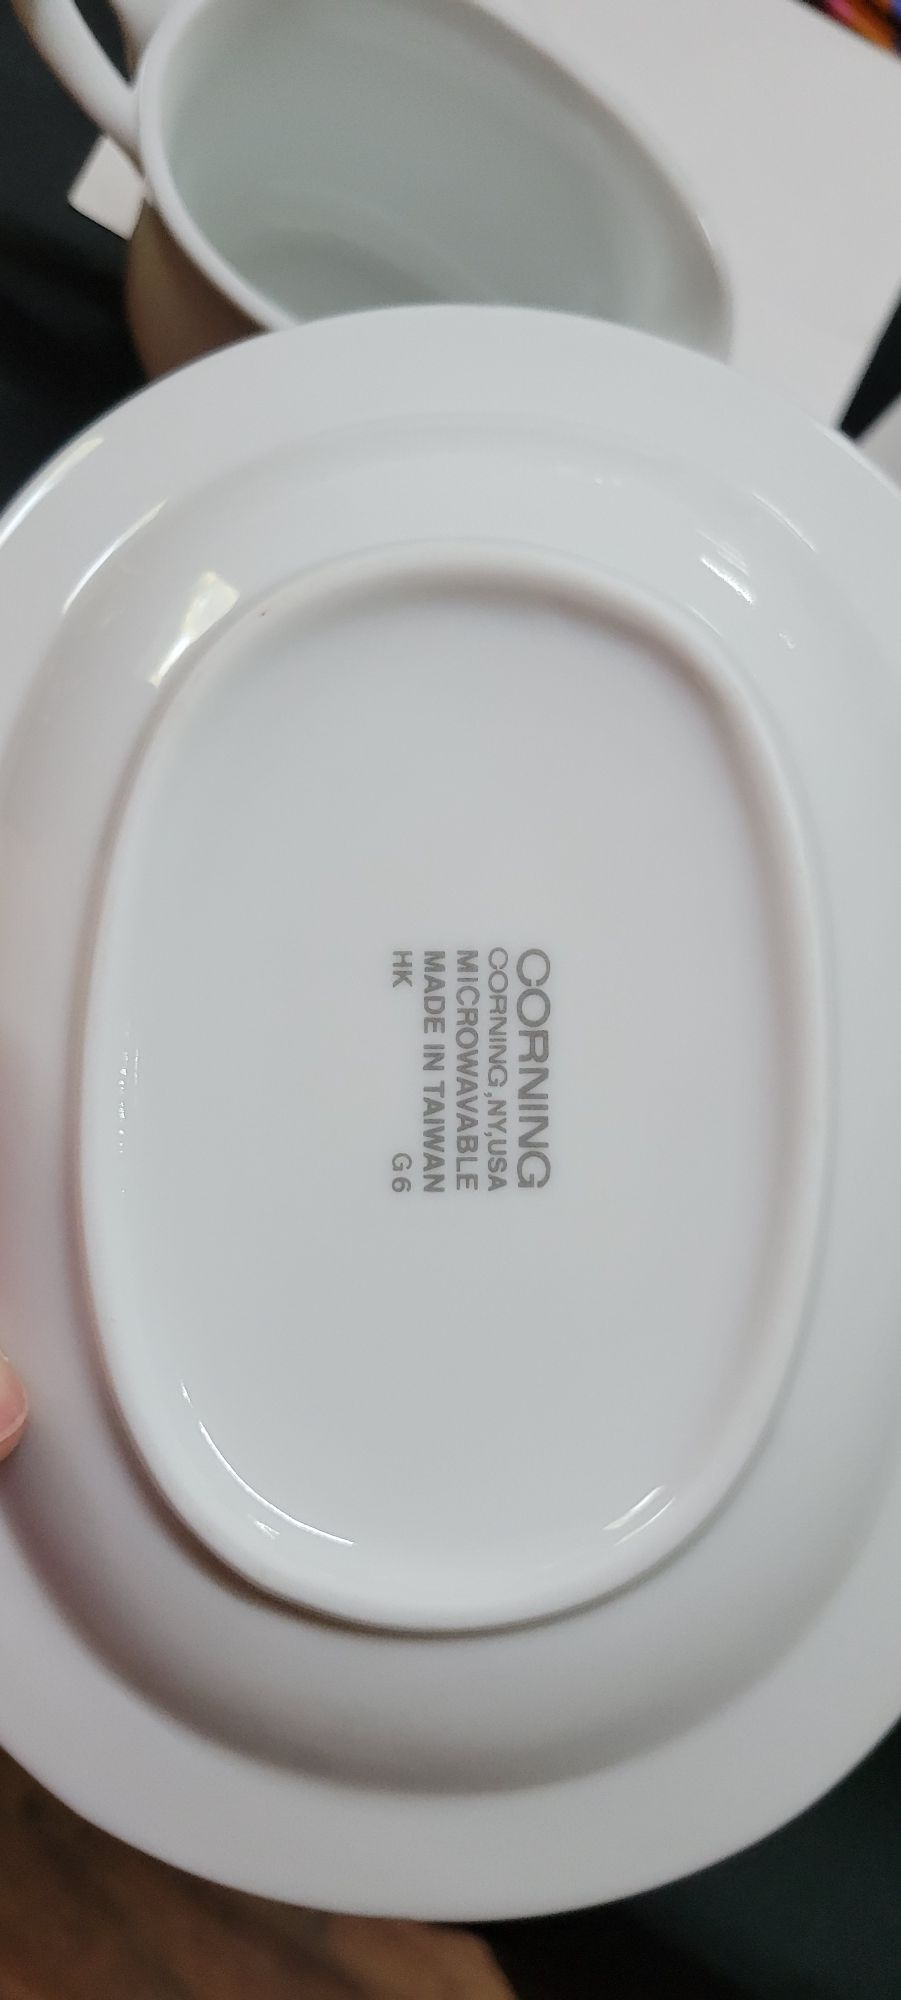 CORNING
CORNING,NY,USA
MICROWAVABLE
MADE IN TAIWAN
HK G6